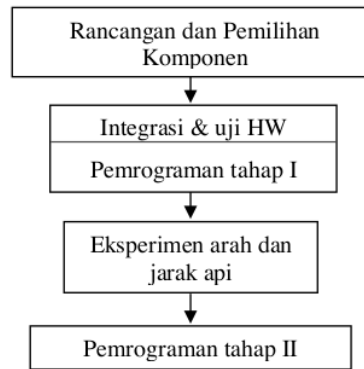 Rancangan dan Pemilihan
Komponen
Integrasi & uji HW
Pemrograman tahap I
Eksperimen arah dan
jarak api
Pemrograman tahap II